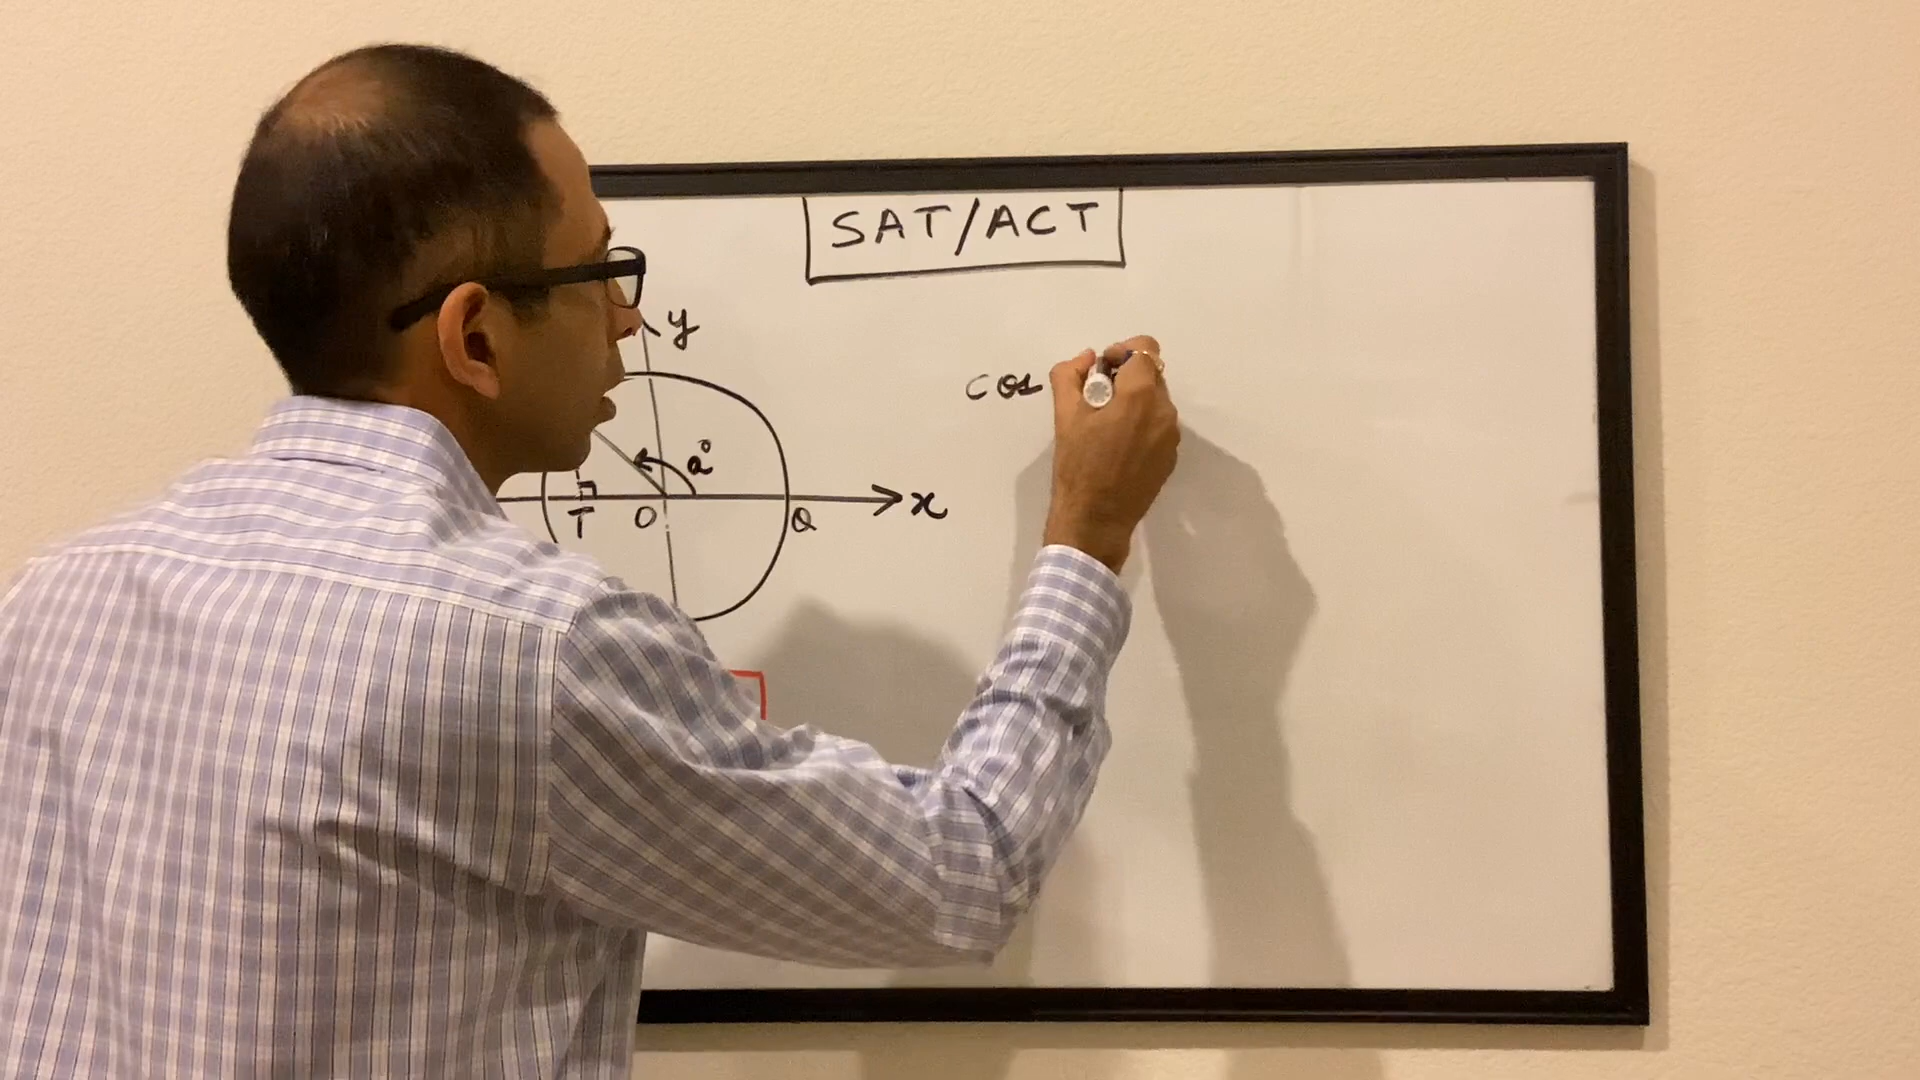 SAT/ACT
y
cos
a°
x
T O Q